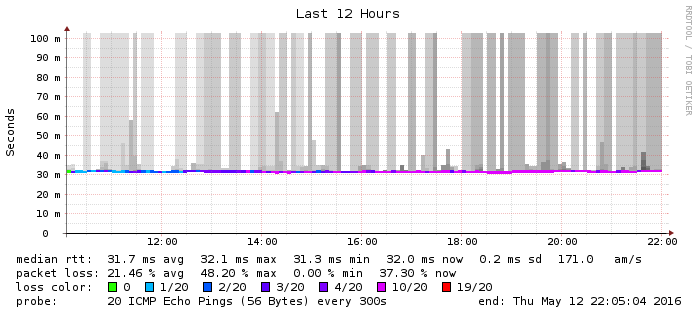 Last 12 Hours
RRDTOOL / TOBI OETIKER
Seconds
100 m
90 m
80 m
70 m
60 m
50 m
40 m
30 m
20 m
10 m
0
12:00 14:00 16:00 18:00 20:00 22:00
median rtt: 31.7 ms avg 32.1 ms max 31.3 ms min 32.0 ms now 0.2 ms sd 171.0 am/s
packet loss: 21.46 % avg 48.20 % max 0.00 % min 37.30 % now
loss color: 0 1/20 2/20 3/20 4/20 10/20 19/20
probe: 20 ICMP Echo Pings (56 Bytes) every 300s end: Thu May 12 22:05:04 2016